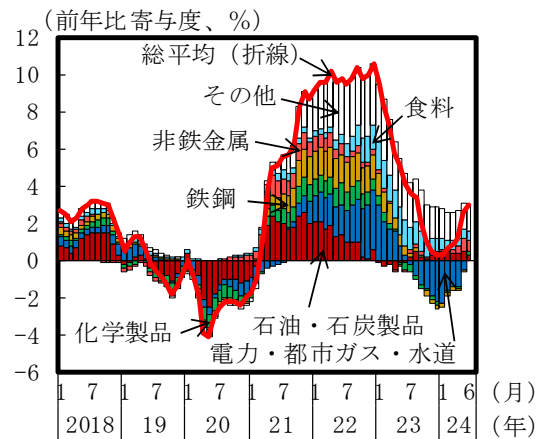 （前年比寄与度、％）
12
10
8
6
4
2
0
-2
-4
-6
総平均（折線）
その他
食料
非鉄金属
鉄鋼
化学製品
石油・石炭製品
電力・都市ガス・水道
1 7 1 7 1 7 1 7 1 7 1 7 1 6 （月）
2018 19 20 21 22 23 24 （年）